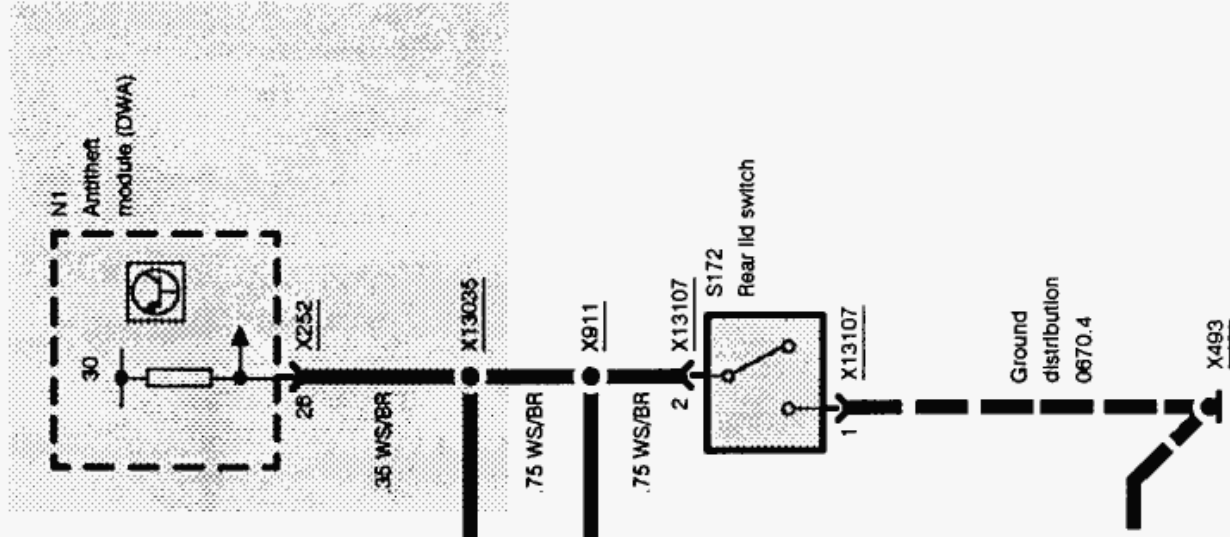 N1
Antitheft
module (DWA)
30
26
X252
.35 WS/BR
X13035
.75 WS/BR
X911
.75 WS/BR
2
X13107
S172
Rear lid switch
1
X13107
Ground
distribution
0670.4
X493